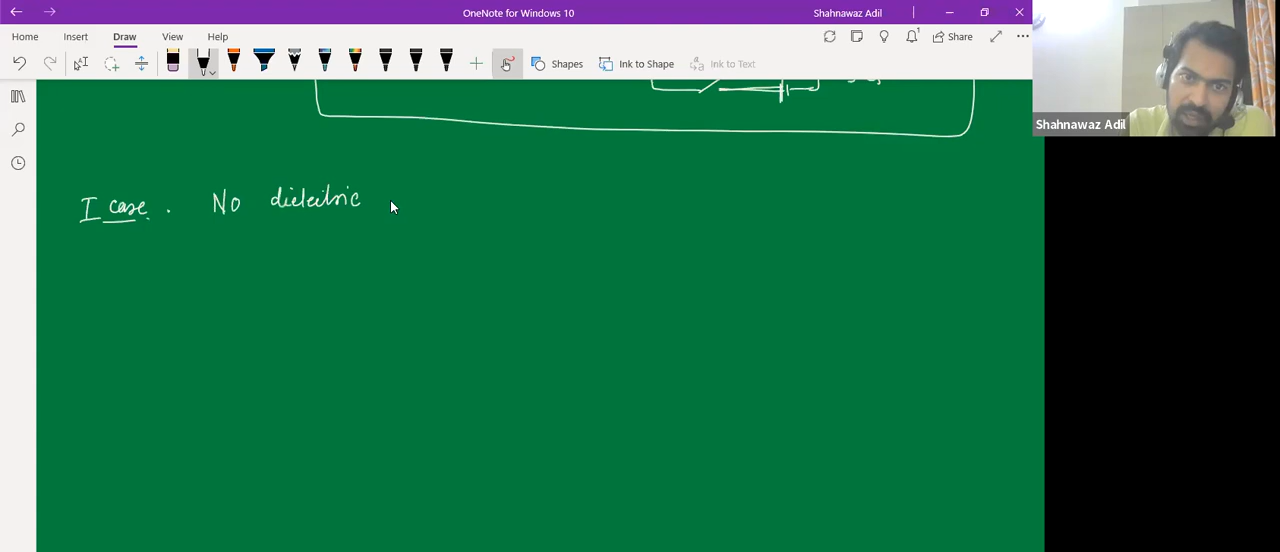 OneNote for Windows 10
Shahnawaz Adil
Home Insert Draw View Help
Share
Shapes Ink to Shape Ink to Text
Shahnawaz Adil
I case . No dielectric